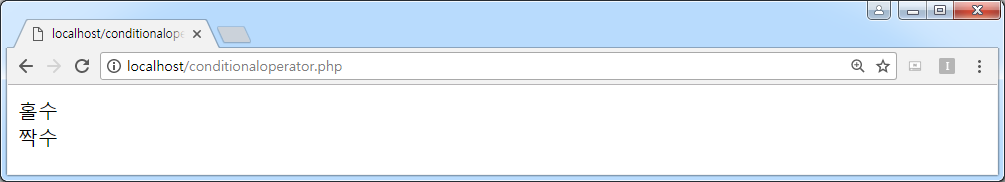 localhost/conditionalope
localhost/conditionaloperator.php
I
홀수
짝수